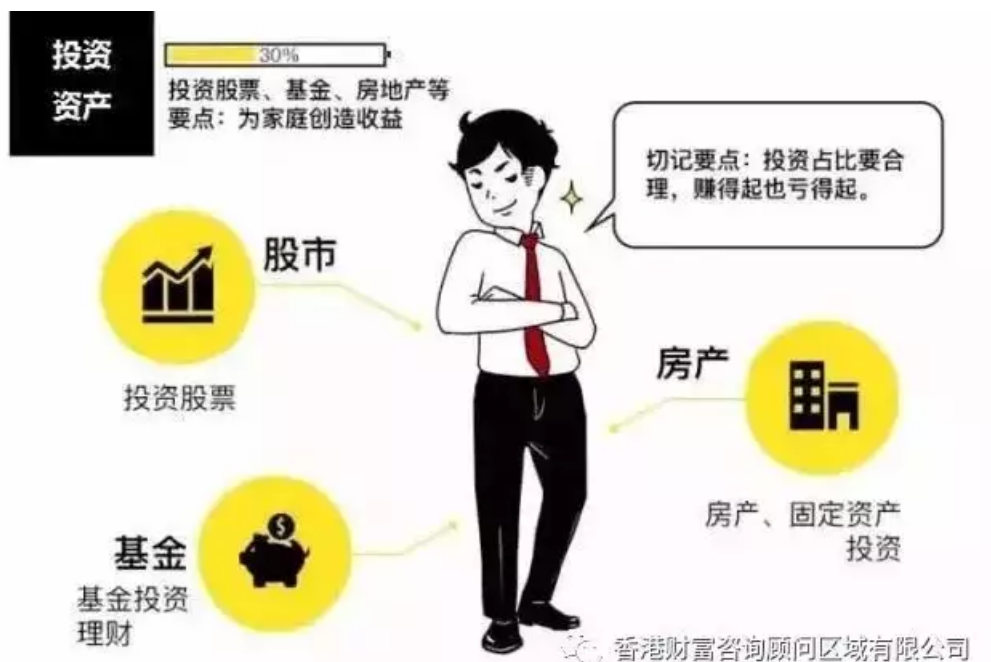 投资
资产
30%
投资股票、基金、房地产等
要点：为家庭创造收益
切记要点：投资占比要合
理，赚得起也亏得起。
股市
投资股票
房产
房产、固定资产
投资
$
基金
基金投资
理财
香港财富咨询顾问区域有限公司